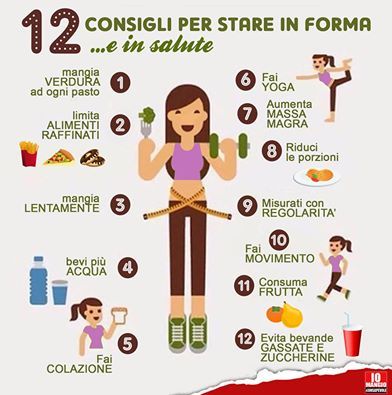 12 CONSIGLI PER STARE IN FORMA
...e in salute
mangia
VERDURA
ad ogni pasto
1
limita
ALIMENTI
RAFFINATI
2
mangia
LENTAMENTE
3
bevi più
ACQUA
4
5
Fai
COLAZIONE
6
Fai
YOGA
7
Aumenta
MASSA
MAGRA
8
Riduci
le porzioni
9
Misurati con
REGOLARITA'
10
Fai
MOVIMENTO
11
Consuma
FRUTTA
12
Evita bevande
GASSATE E
ZUCCHERINE
IO
MANGIO
CONSAPEVOLE